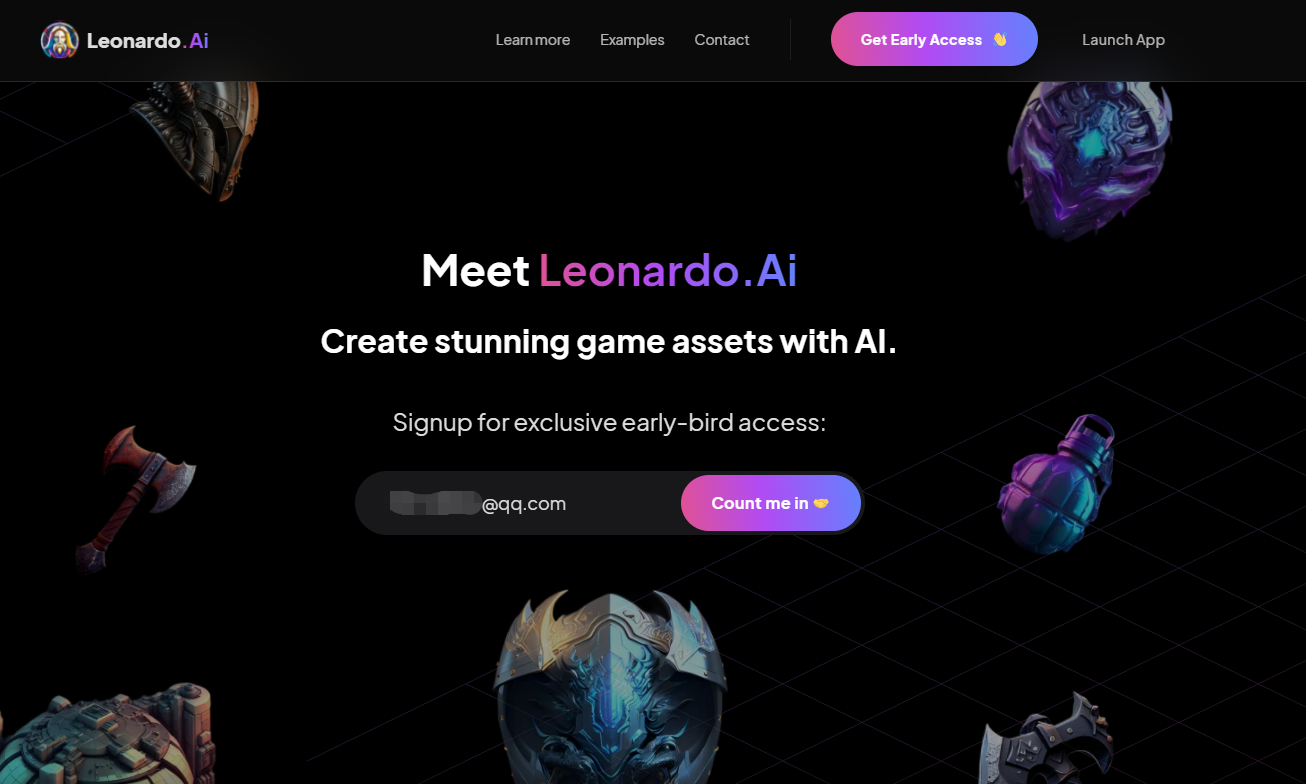 Leonardo.Ai
Learn more Examples Contact Get Early Access 👋 Launch App
Meet Leonardo.Ai
Create stunning game assets with AI.
Signup for exclusive early-bird access:
@qq.com Count me in 🤝